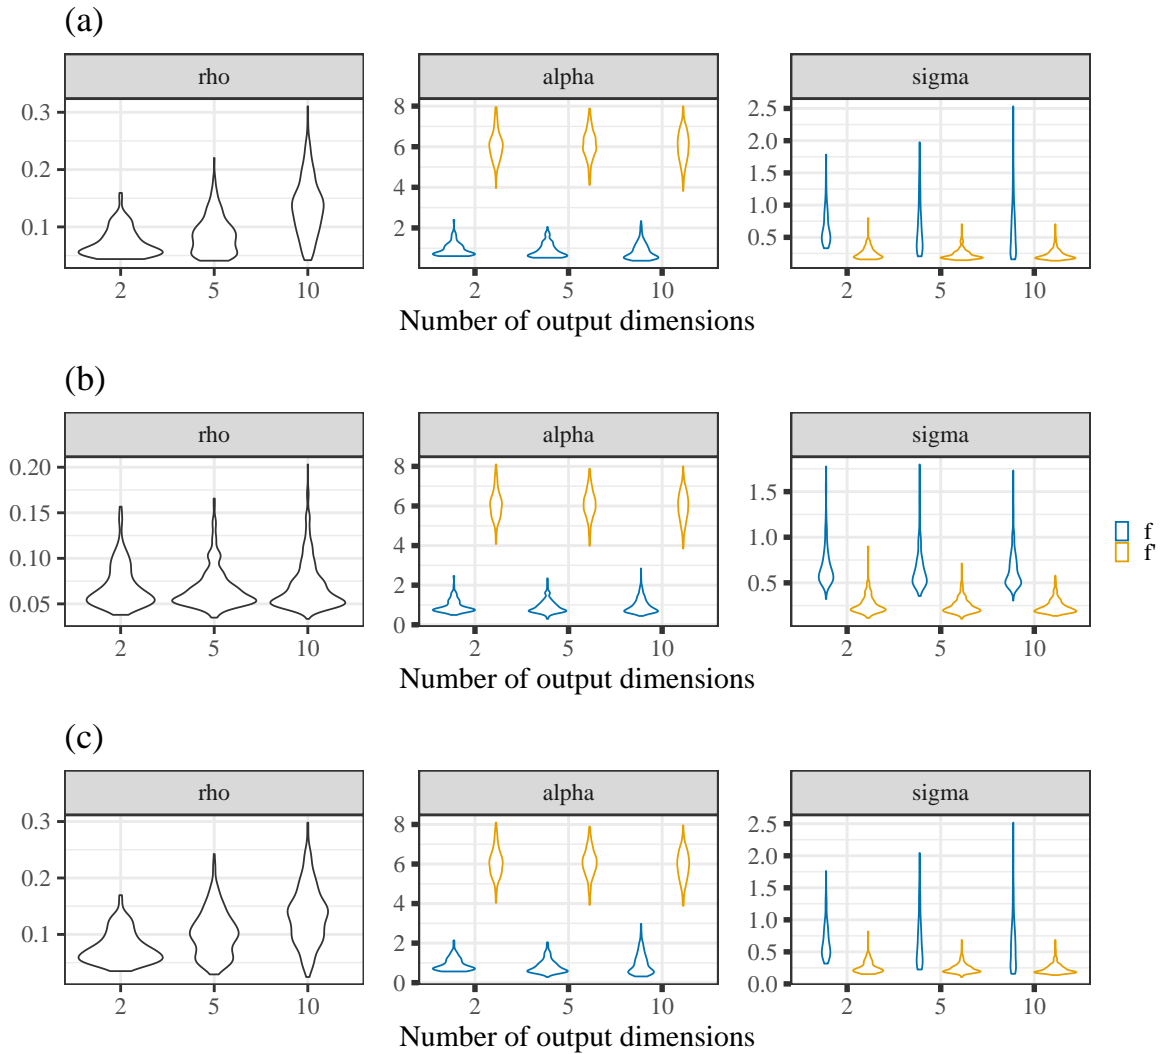 (a)
rho alpha sigma
0.3 8 2.5
0.2 6 2.0
0.1 4 1.5
2 1.0
0.5
2 5 10 2 5 10 2 5 10
Number of output dimensions
(b)
rho alpha sigma
0.20 8 1.5
0.15 6 1.0
0.10 4 0.5
0.05 2
0
f
f'
2 5 10 2 5 10 2 5 10
Number of output dimensions
(c)
rho alpha sigma
0.3 8 2.5
0.2 6 2.0
0.1 4 1.5
2 1.0
0 0.5
0.0
2 5 10 2 5 10 2 5 10
Number of output dimensions